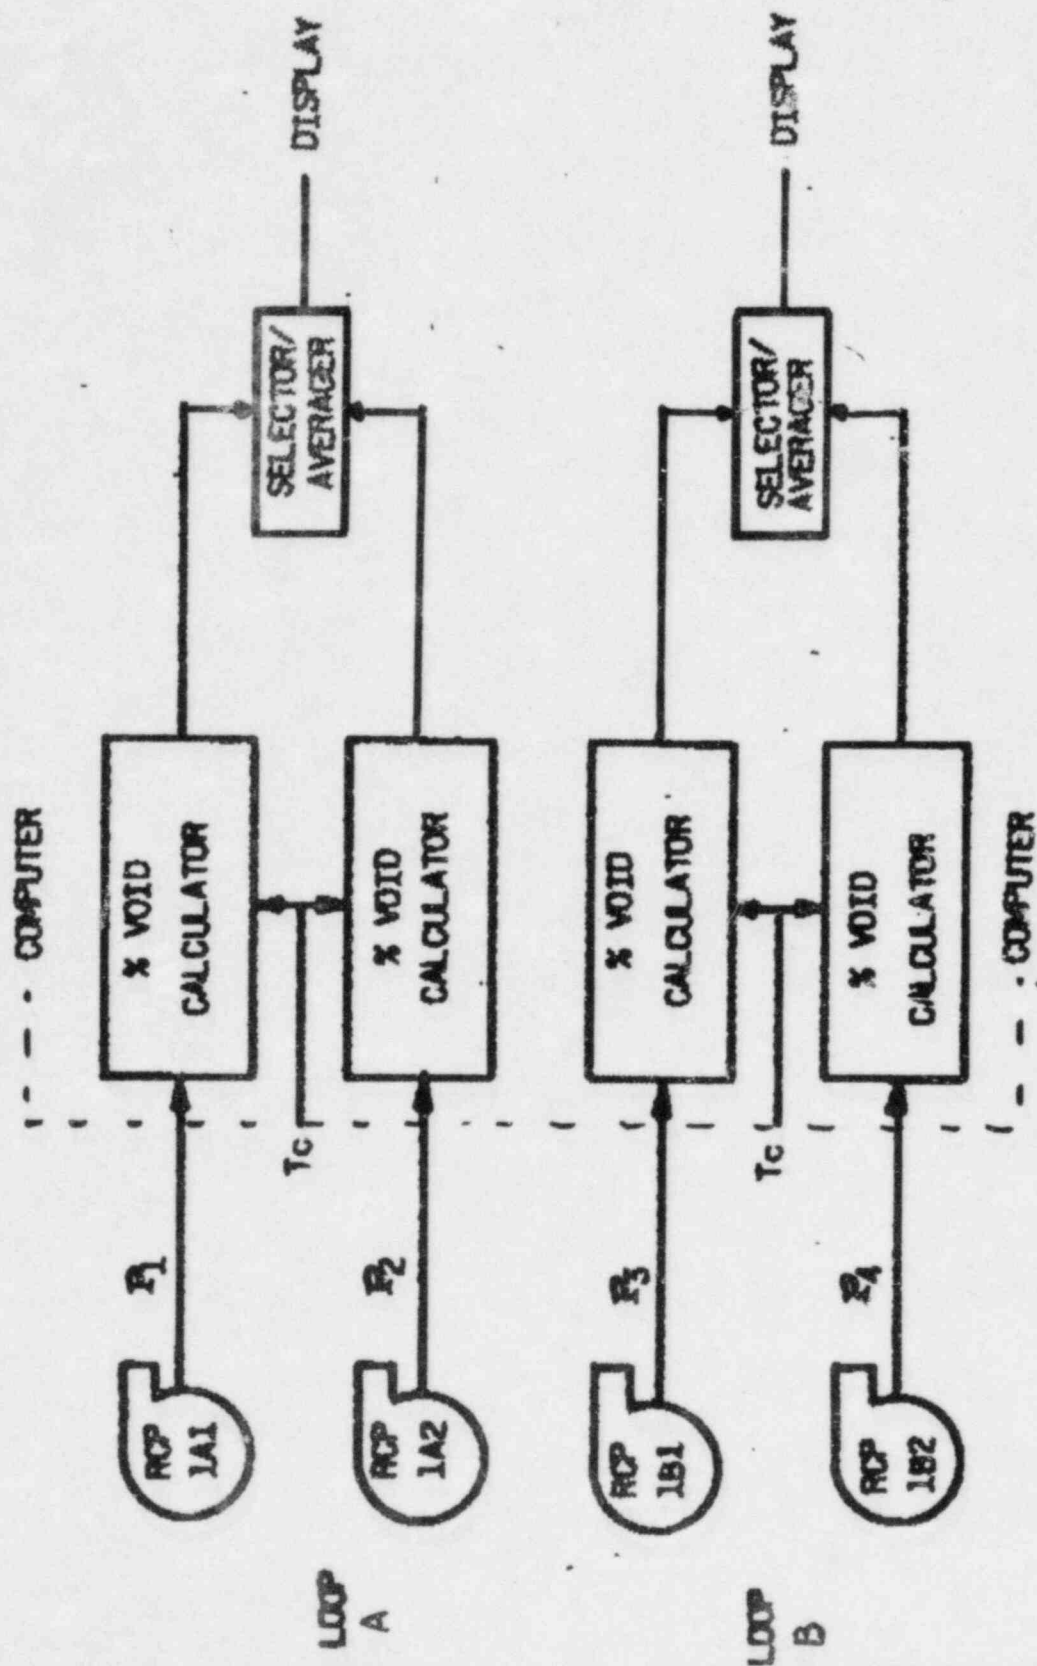 COMPUTER
RCP
1A1
P1
% VOID
CALCULATOR
Tc
SELECTOR/
AVERAGER
DISPLAY
LOOP
A
RCP
1A2
P2
% VOID
CALCULATOR
RCP
1B1
P3
% VOID
CALCULATOR
Tc
SELECTOR/
AVERAGER
DISPLAY
LOOP
B
RCP
1B2
P4
% VOID
CALCULATOR
COMPUTER